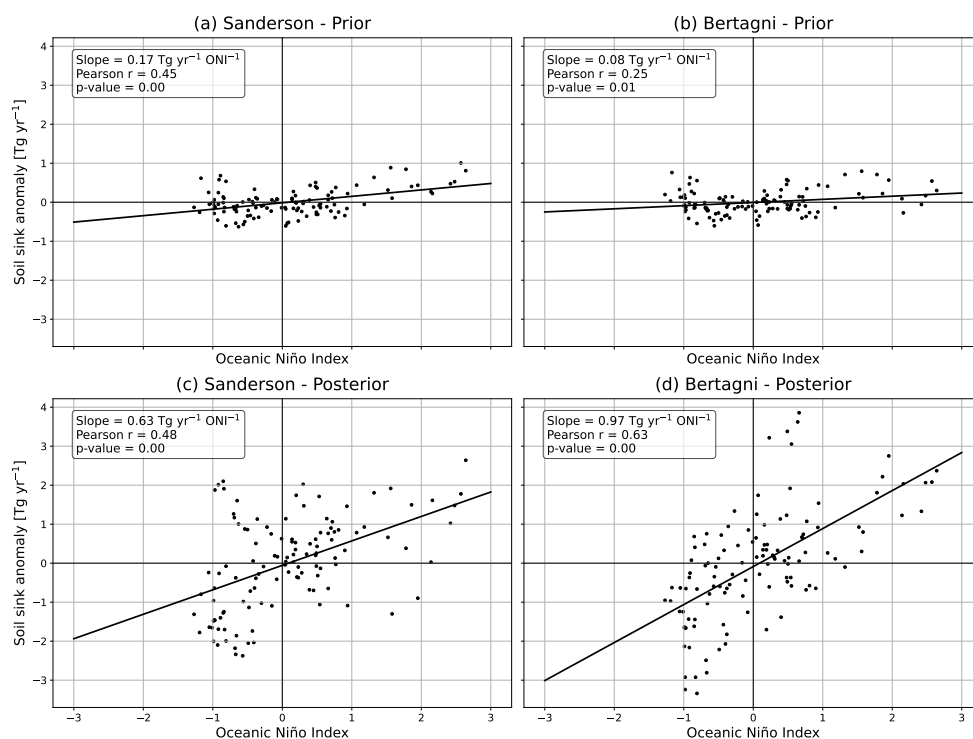 (a) Sanderson - Prior
Slope = 0.17 Tg yr⁻¹ ONI⁻¹
Pearson r = 0.45
p-value = 0.00
Soil sink anomaly [Tg yr⁻¹]
4
3
2
1
0
−1
−2
−3
Oceanic Niño Index
(b) Bertagni - Prior
Slope = 0.08 Tg yr⁻¹ ONI⁻¹
Pearson r = 0.25
p-value = 0.01
Oceanic Niño Index
(c) Sanderson - Posterior
Slope = 0.63 Tg yr⁻¹ ONI⁻¹
Pearson r = 0.48
p-value = 0.00
Soil sink anomaly [Tg yr⁻¹]
4
3
2
1
0
−1
−2
−3
−3 −2 −1 0 1 2 3
Oceanic Niño Index
(d) Bertagni - Posterior
Slope = 0.97 Tg yr⁻¹ ONI⁻¹
Pearson r = 0.63
p-value = 0.00
−3 −2 −1 0 1 2 3
Oceanic Niño Index